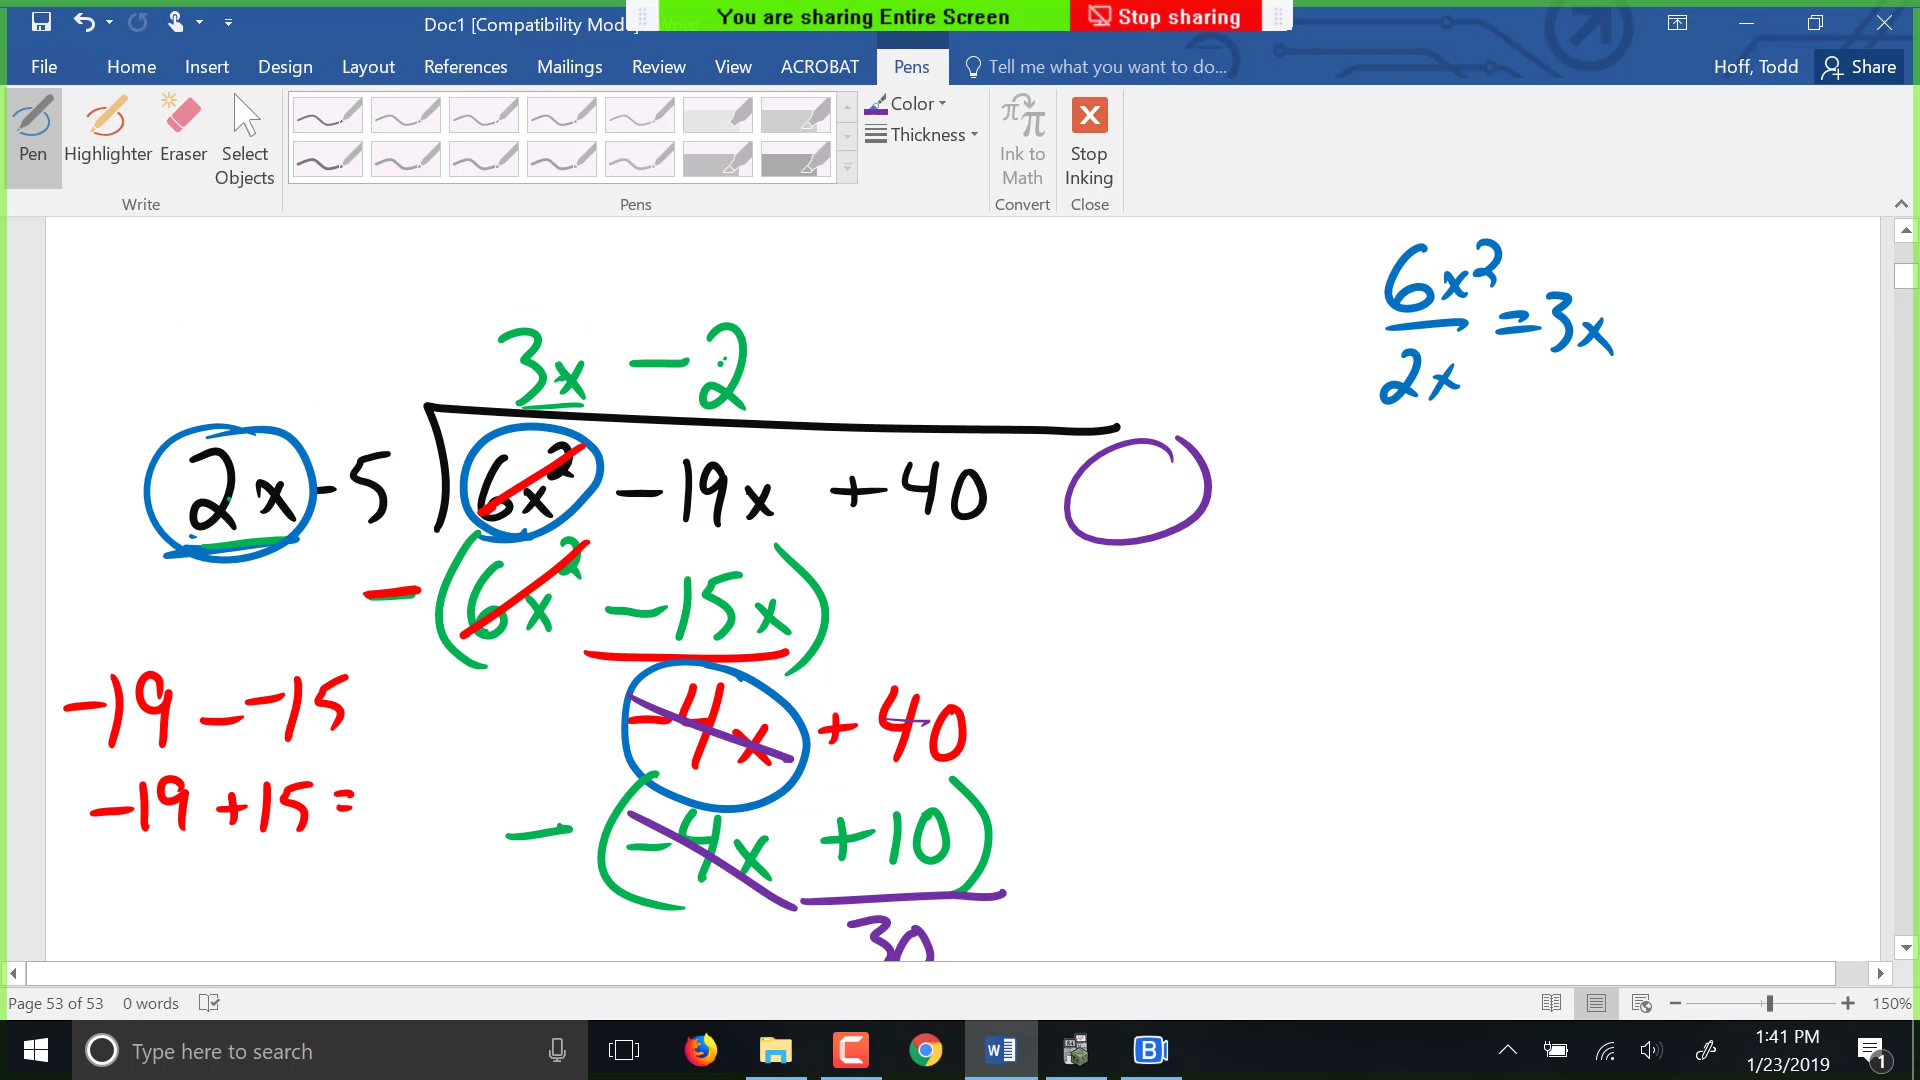 Doc1 [Compatibility Mod
You are sharing Entire Screen
Stop sharing
File Home Insert Design Layout References Mailings Review View ACROBAT Pens Tell me what you want to do... Hoff, Todd Share
Pen Highlighter Eraser Select Objects
Color
Thickness
Ink to Math
Stop Inking
Write Pens Convert Close
6x²
= 3x
2x
3x - 2
2x - 5 6x² - 19x + 40
- (6x² - 15x)
-19 - -15
-4x + 40
-19 + 15 =
- (-4x + 10)
30
Page 53 of 53 0 words 150%
Type here to search
1:41 PM
1/23/2019
1